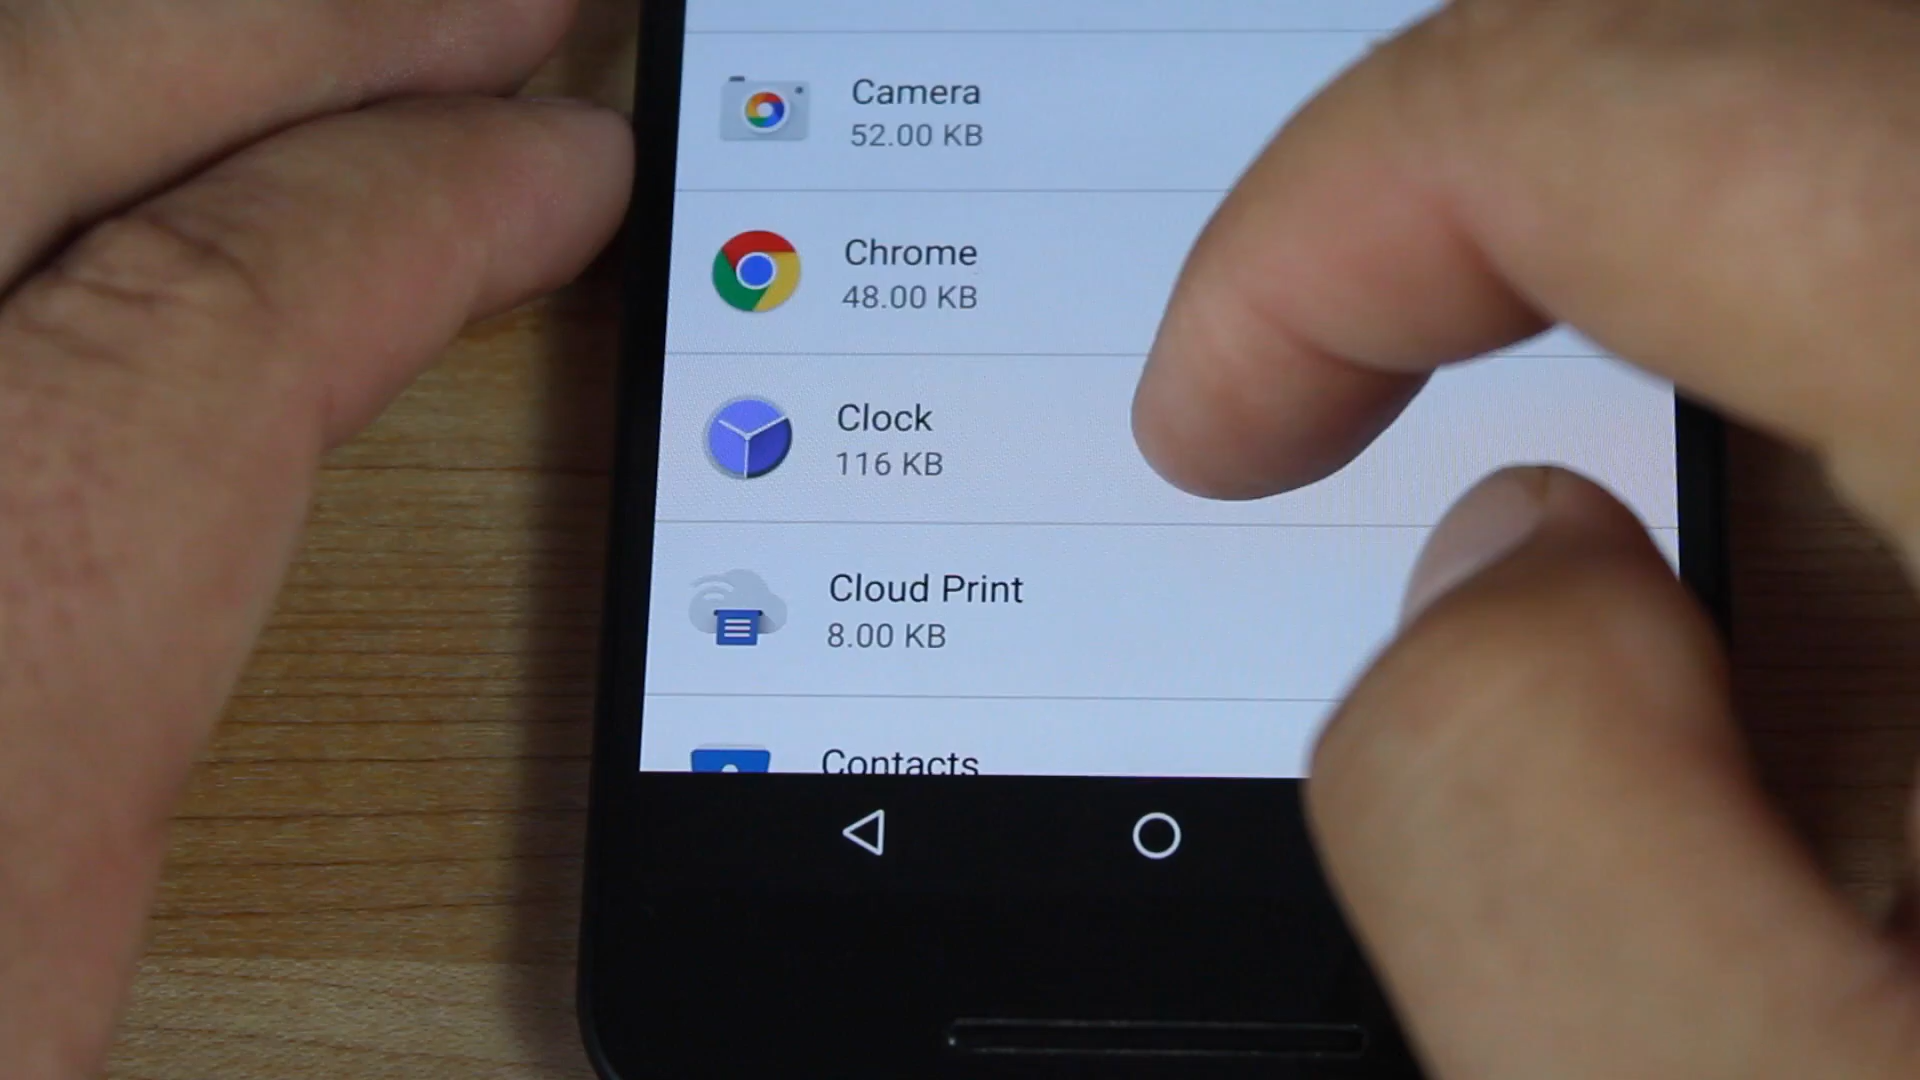 Camera
52.00 KB
Chrome
48.00 KB
Clock
116 KB
Cloud Print
8.00 KB
Contacts